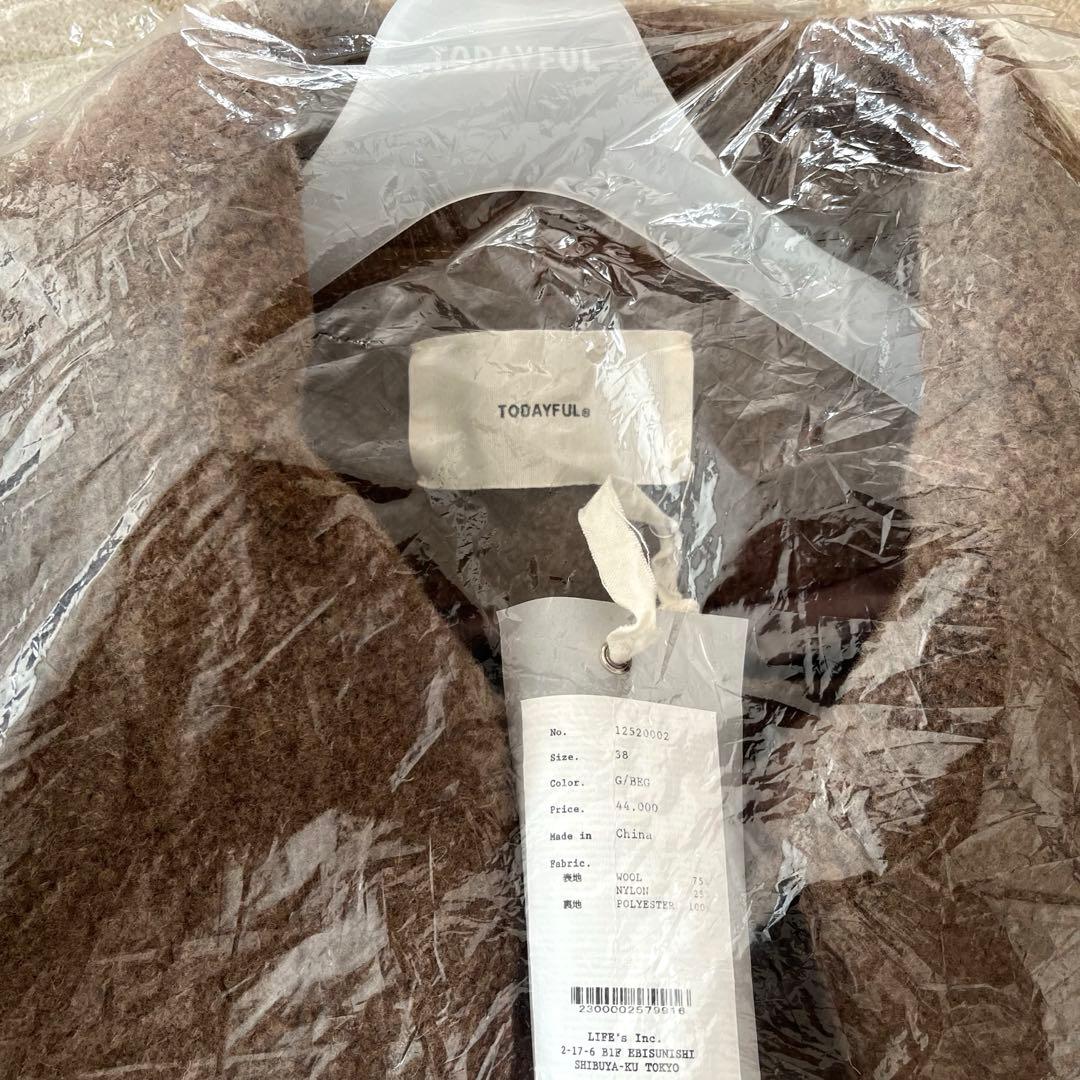 TODAYFUL
TODAYFUL®
No. 12520002
Size. 38
Color. G/BEG
Price. 44,000
Made in China
Fabric.
表地 WOOL 75%
NYLON 25%
裏地 POLYESTER 100%
2300002579916
LIFE's Inc.
2-17-6 B1F EBISUNISHI
SHIBUYA-KU TOKYO